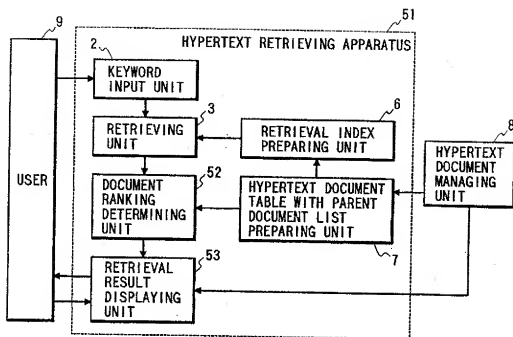 9
51
HYPERTEXT RETRIEVING APPARATUS
2
KEYWORD
INPUT UNIT
3
RETRIEVING
UNIT
6
RETRIEVAL INDEX
PREPARING UNIT
8
HYPERTEXT
DOCUMENT
MANAGING
UNIT
USER
52
DOCUMENT
RANKING
DETERMINING
UNIT
HYPERTEXT DOCUMENT
TABLE WITH PARENT
DOCUMENT LIST
PREPARING UNIT
7
53
RETRIEVAL
RESULT
DISPLAYING
UNIT